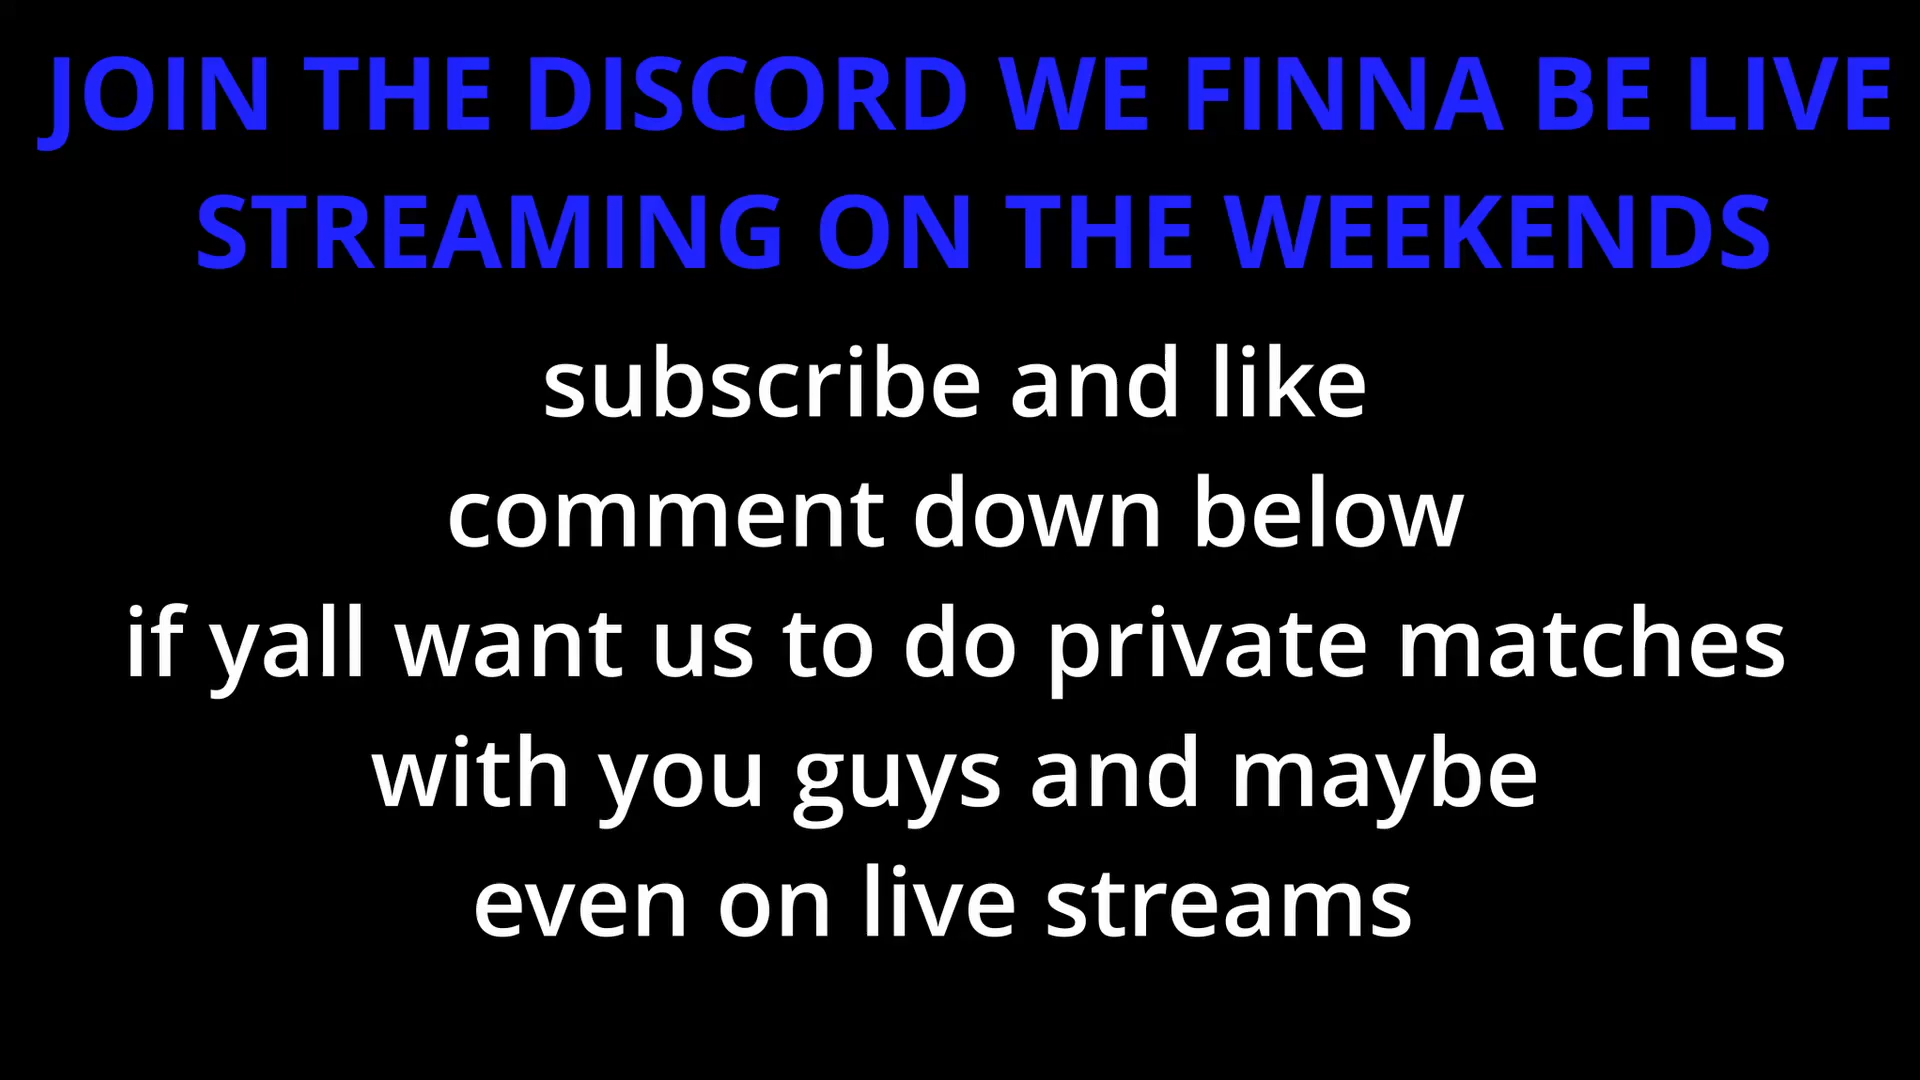 JOIN THE DISCORD WE FINNA BE LIVE
STREAMING ON THE WEEKENDS
subscribe and like
comment down below
if yall want us to do private matches
with you guys and maybe
even on live streams